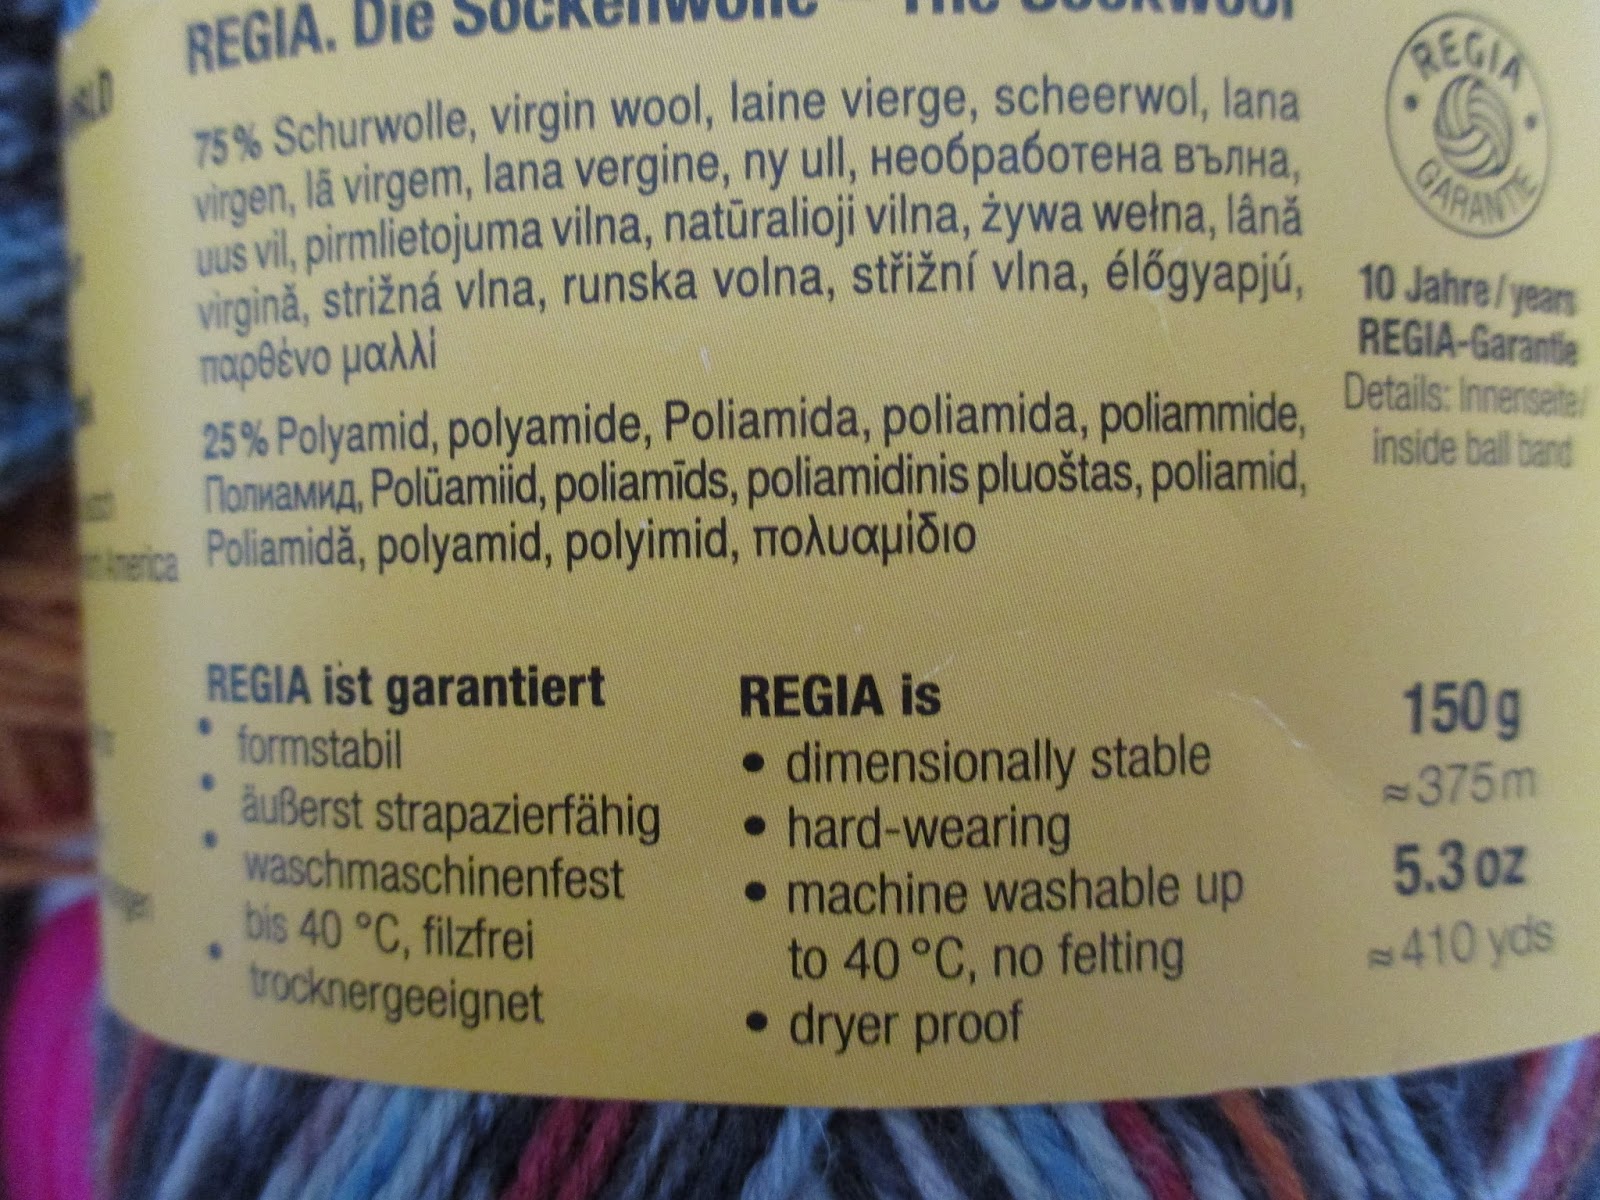 REGIA. Die Sockenwolle – The Sockwool
75% Schurwolle, virgin wool, laine vierge, scheerwol, lana
virgen, lã virgem, lana vergine, ny ull, необработена вълна,
uus vil, pirmlietojuma vilna, natūralioji vilna, żywa wełna, lână
virgină, strižná vlna, runska volna, střižní vlna, élőgyapjú,
παρθένο μαλλί
25% Polyamid, polyamide, Poliamida, poliamida, poliammide,
Полиамид, Polüamiid, poliamīds, poliamidinis pluoštas, poliamid,
Poliamidă, polyamid, polyimid, πολυαμίδιο
REGIA
GARANTIE
10 Jahre/years
REGIA-Garantie
Details: Innenseite/
inside ball band
America
REGIA ist garantiert
• formstabil
• äußerst strapazierfähig
• waschmaschinenfest
bis 40 °C, filzfrei
• trocknergeeignet
REGIA is
• dimensionally stable
• hard-wearing
• machine washable up
to 40 °C, no felting
• dryer proof
150 g
≈375 m
5.3 oz
≈410 yds